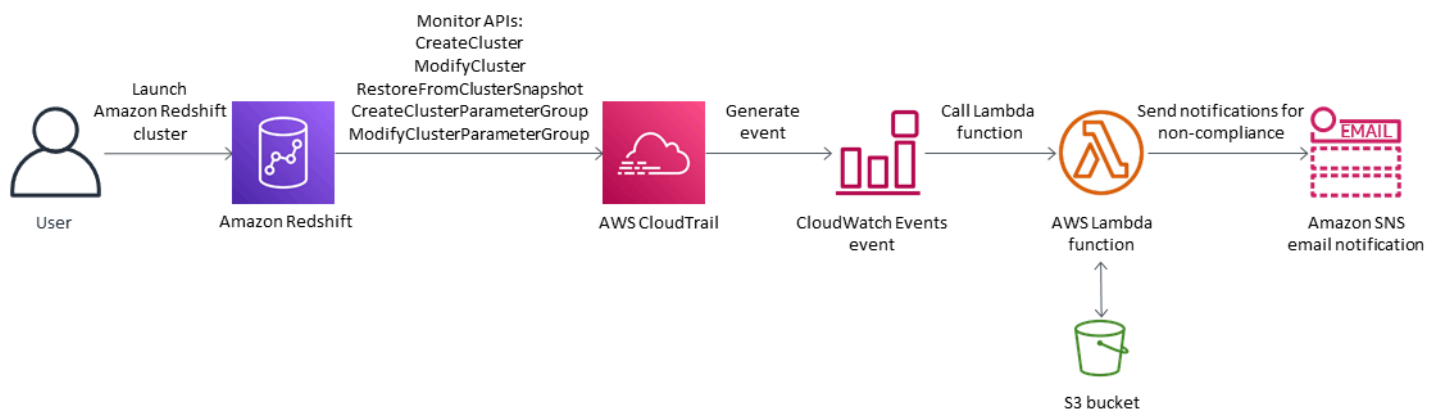 Monitor APIs:
CreateCluster
ModifyCluster
RestoreFromClusterSnapshot
CreateClusterParameterGroup
ModifyClusterParameterGroup
Launch
Amazon Redshift
cluster
Generate
event
Call Lambda
function
Send notifications for
non-compliance
EMAIL
User
Amazon Redshift
AWS CloudTrail
CloudWatch Events
event
AWS Lambda
function
Amazon SNS
email notification
S3 bucket